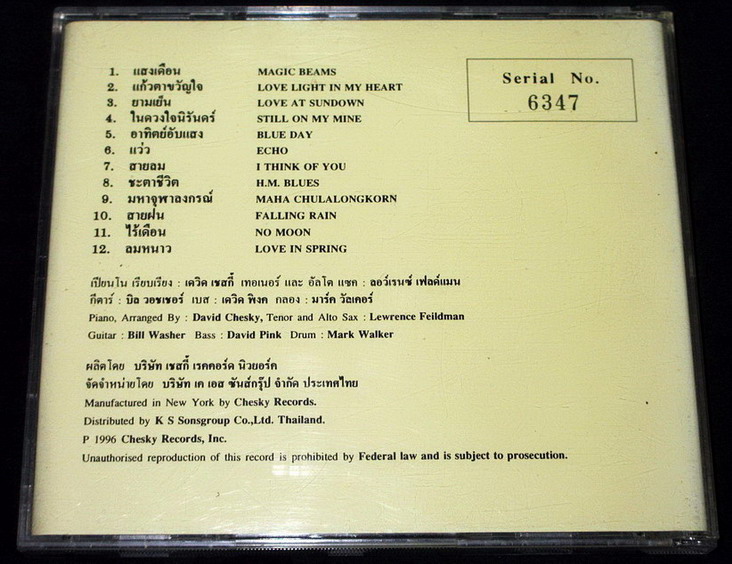 1. แสงเดือน MAGIC BEAMS
2. แก้วตาขวัญใจ LOVE LIGHT IN MY HEART
3. ยามเย็น LOVE AT SUNDOWN
4. ในดวงใจนิรันดร์ STILL ON MY MINE
5. อาทิตย์อับแสง BLUE DAY
6. แว่ว ECHO
7. สายลม I THINK OF YOU
8. ชะตาชีวิต H.M. BLUES
9. มหาจุฬาลงกรณ์ MAHA CHULALONGKORN
10. สายฝน FALLING RAIN
11. ไร้เดือน NO MOON
12. ลมหนาว LOVE IN SPRING
Serial No.
6347
เปียนโน เรียบเรียง : เดวิด เชสกี้ เทอเนอร์ และ อัลโต แซค : ลอว์เรนซ์ เฟลด์แมน
กีตาร์ : บิล วอชเชอร์ เบส : เดวิด พิงค กลอง : มาร์ค วัลเคอร์
Piano, Arranged By : David Chesky, Tenor and Alto Sax : Lewrence Feildman
Guitar : Bill Washer Bass : David Pink Drum : Mark Walker
ผลิตโดย บริษัท เชสกี้ เรคคอร์ด นิวยอร์ค
จัดจำหน่ายโดย บริษัท เค เอส ซันส์กรุ๊ป จำกัด ประเทศไทย
Manufactured in New York by Chesky Records.
Distributed by K S Sonsgroup Co.,Ltd. Thailand.
P 1996 Chesky Records, Inc.
Unauthorised reproduction of this record is prohibited by Federal law and is subject to prosecution.